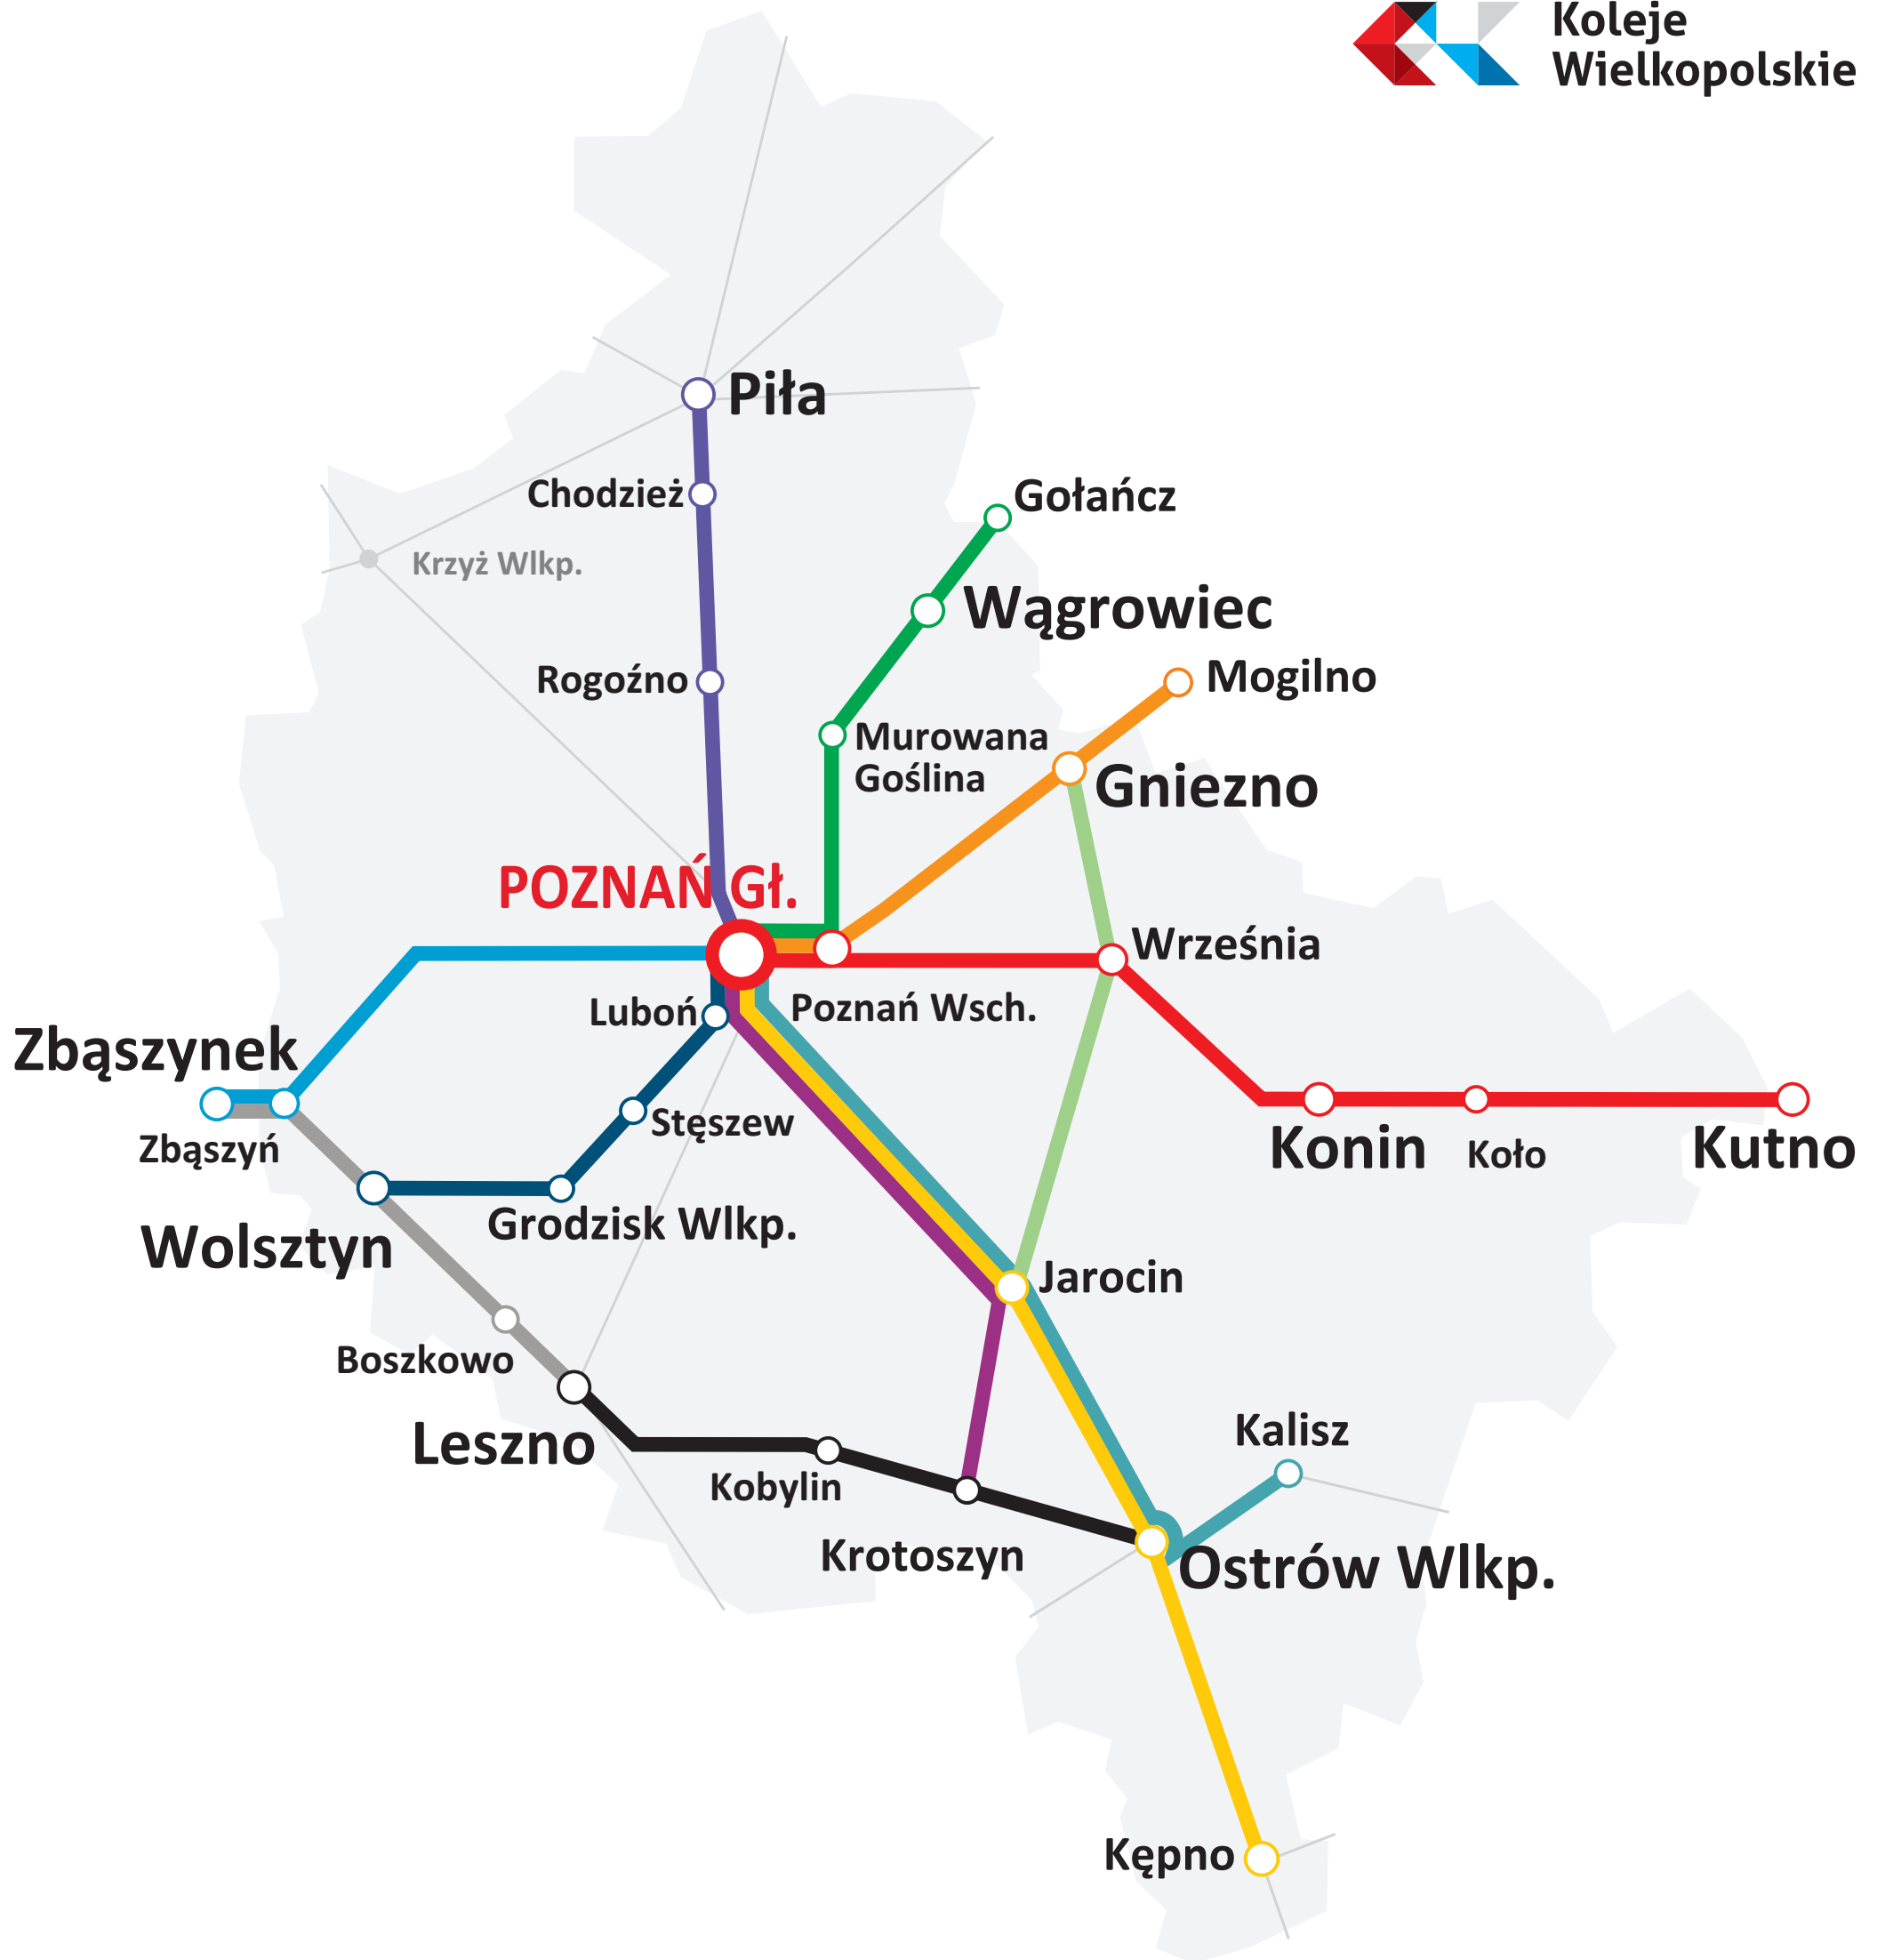 Koleje
Wielkopolskie
Piła
Chodzież
Gołańcz
Krzyż Wlkp.
Wągrowiec
Rogoźno
Mogilno
Murowana
Goślina
Gniezno
POZNAŃ Gł.
Września
Luboń
Poznań Wsch.
Zbąszynek
Zbąszyń
Stęszew
Konin
Koło
Kutno
Wolsztyn
Grodzisk Wlkp.
Jarocin
Boszkowo
Leszno
Kalisz
Kobylin
Krotoszyn
Ostrów Wlkp.
Kępno